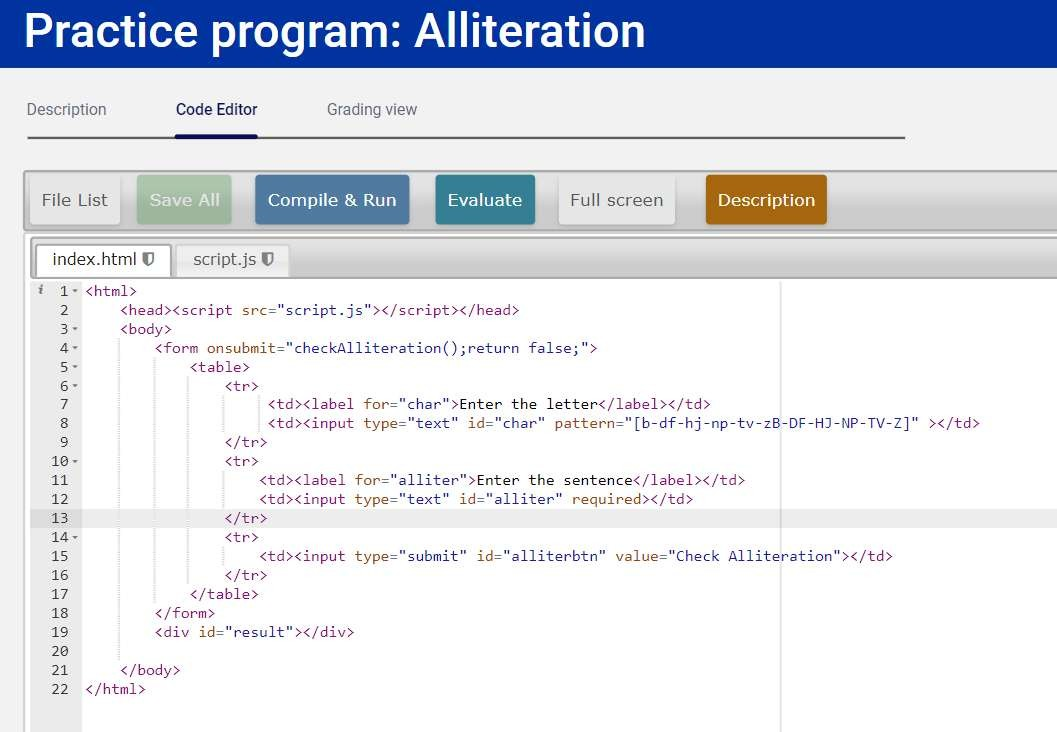 Practice program: Alliteration
Description Code Editor Grading view
File List Save All Compile & Run Evaluate Full screen Description
index.html script.js
i 1 <html>
2 <head><script src="script.js"></script></head>
3 <body>
4 <form onsubmit="checkAlliteration();return false;">
5 <table>
6 <tr>
7 <td><label for="char">Enter the letter</label></td>
8 <td><input type="text" id="char" pattern="[b-df-hj-np-tv-zB-DF-HJ-NP-TV-Z]" ></td>
9 </tr>
10 <tr>
11 <td><label for="alliter">Enter the sentence</label></td>
12 <td><input type="text" id="alliter" required></td>
13 </tr>
14 <tr>
15 <td><input type="submit" id="alliterbtn" value="Check Alliteration"></td>
16 </tr>
17 </table>
18 </form>
19 <div id="result"></div>
20
21 </body>
22 </html>